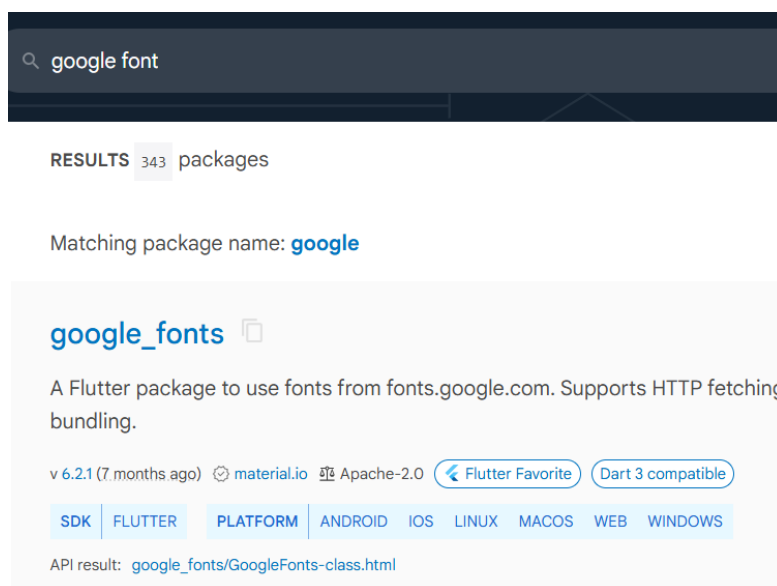 google font
RESULTS 343 packages
Matching package name: google
google_fonts
A Flutter package to use fonts from fonts.google.com. Supports HTTP fetching
bundling.
v 6.2.1 (7 months ago) material.io Apache-2.0 Flutter Favorite Dart 3 compatible
SDK FLUTTER PLATFORM ANDROID IOS LINUX MACOS WEB WINDOWS
API result: google_fonts/GoogleFonts-class.html